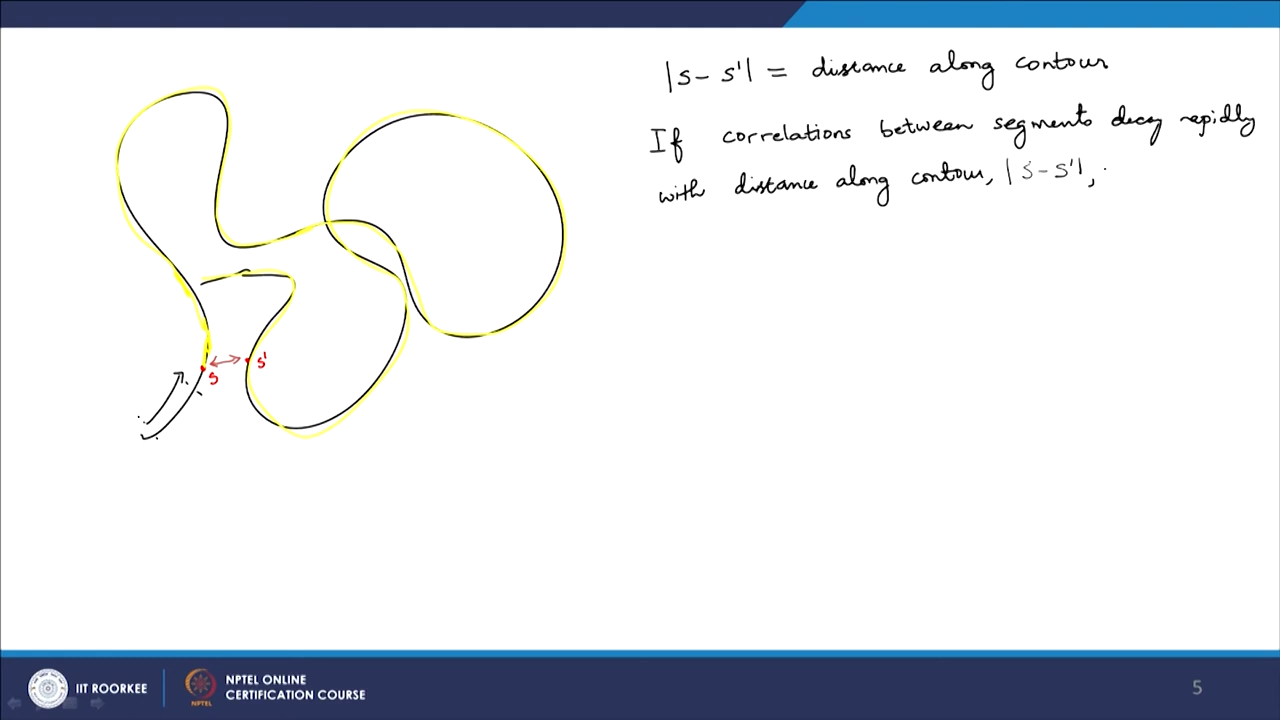 |s - s'| = distance along contour
If correlations between segments decay rapidly
with distance along contour, |s - s'|,
s
s'
IIT ROORKEE
NPTEL ONLINE
CERTIFICATION COURSE
5